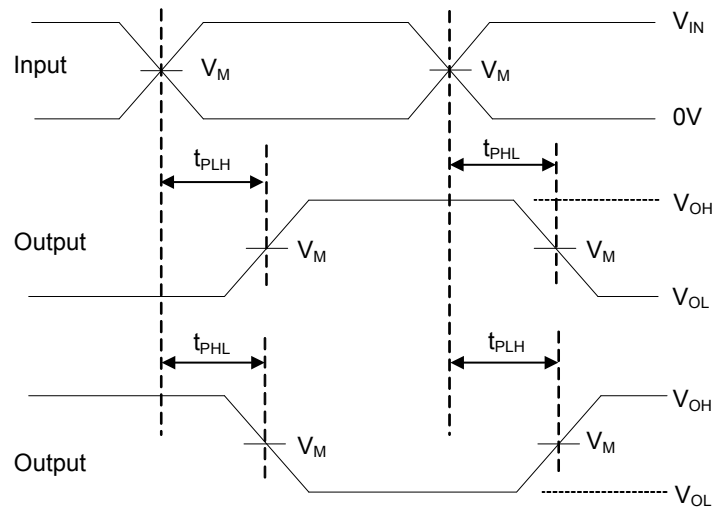 V_IN
Input
V_M
V_M
0V
t_PLH
t_PHL
V_OH
Output
V_M
V_M
V_OL
t_PHL
t_PLH
V_OH
Output
V_M
V_M
V_OL